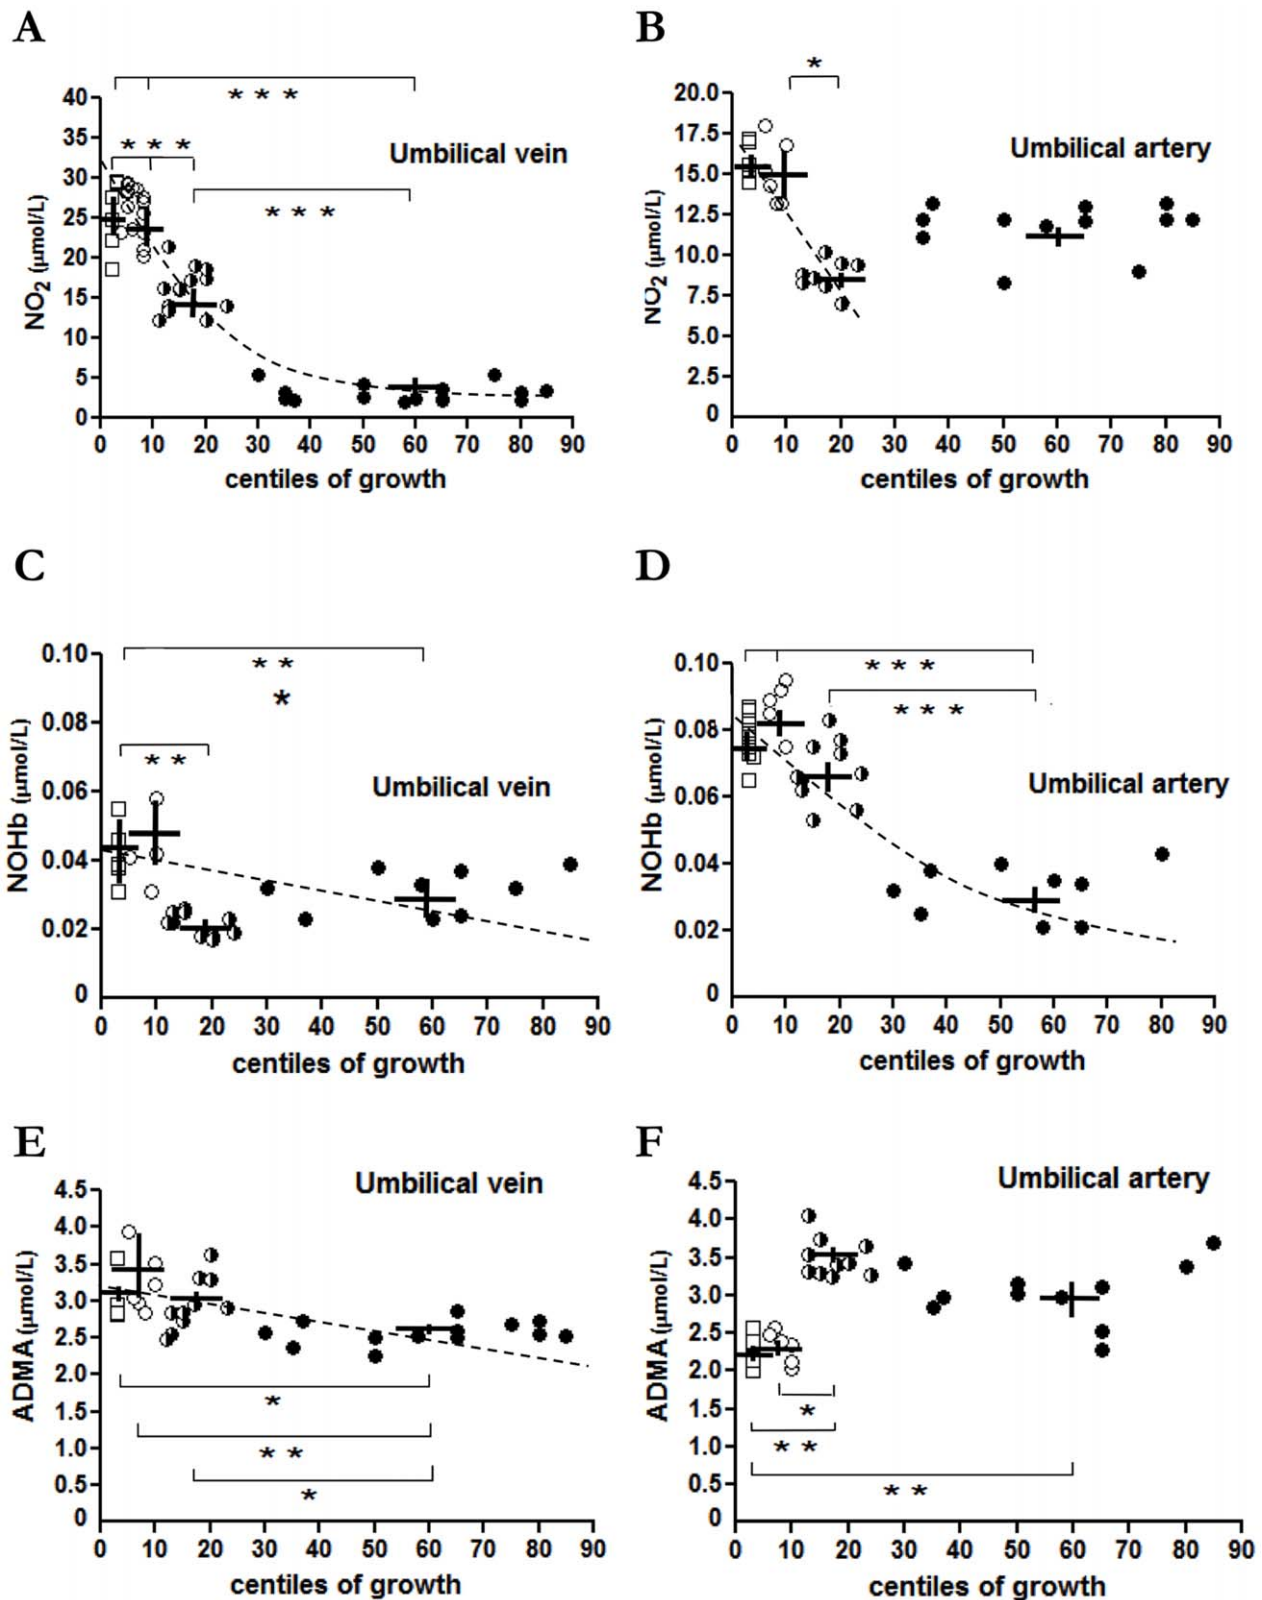 A
* * *
* * *
* * *
Umbilical vein
NO2 (µmol/L)
40
35
30
25
20
15
10
5
0
0 10 20 30 40 50 60 70 80 90
centiles of growth
B
*
Umbilical artery
NO2 (µmol/L)
20.0
17.5
15.0
12.5
10.0
7.5
5.0
2.5
0
0 10 20 30 40 50 60 70 80 90
centiles of growth
C
* *
*
* *
Umbilical vein
NOHb (µmol/L)
0.10
0.08
0.06
0.04
0.02
0
0 10 20 30 40 50 60 70 80 90
centiles of growth
D
* * *
* * *
Umbilical artery
NOHb (µmol/L)
0.10
0.08
0.06
0.04
0.02
0
0 10 20 30 40 50 60 70 80 90
centiles of growth
E
Umbilical vein
ADMA (µmol/L)
4.5
4.0
3.5
3.0
2.5
2.0
1.5
1.0
0.5
0
*
* *
*
0 10 20 30 40 50 60 70 80 90
centiles of growth
F
Umbilical artery
ADMA (µmol/L)
4.5
4.0
3.5
3.0
2.5
2.0
1.5
1.0
0.5
0
*
* *
* *
0 10 20 30 40 50 60 70 80 90
centiles of growth